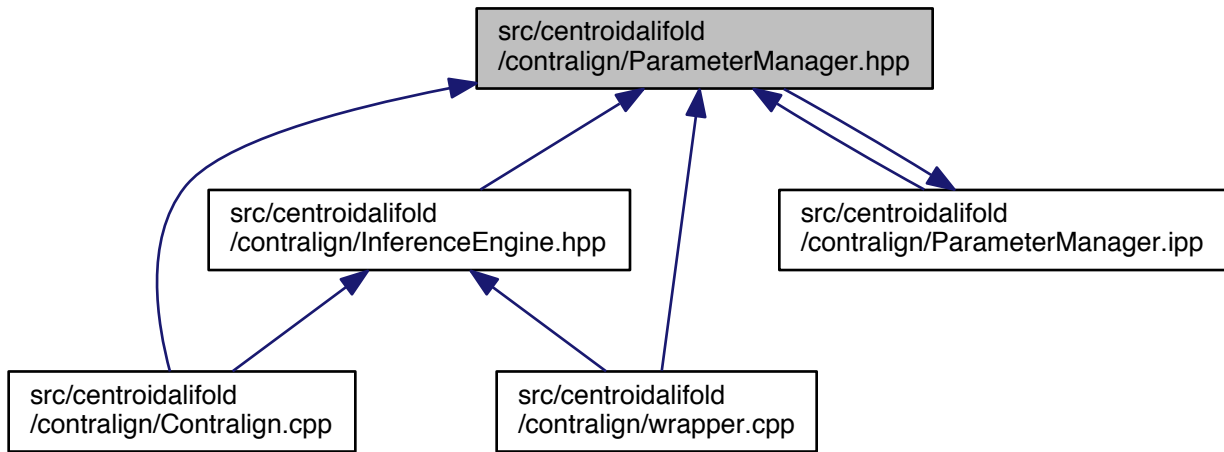 src/centroidalifold
/contralign/ParameterManager.hpp
src/centroidalifold
/contralign/InferenceEngine.hpp
src/centroidalifold
/contralign/ParameterManager.ipp
src/centroidalifold
/contralign/Contralign.cpp
src/centroidalifold
/contralign/wrapper.cpp